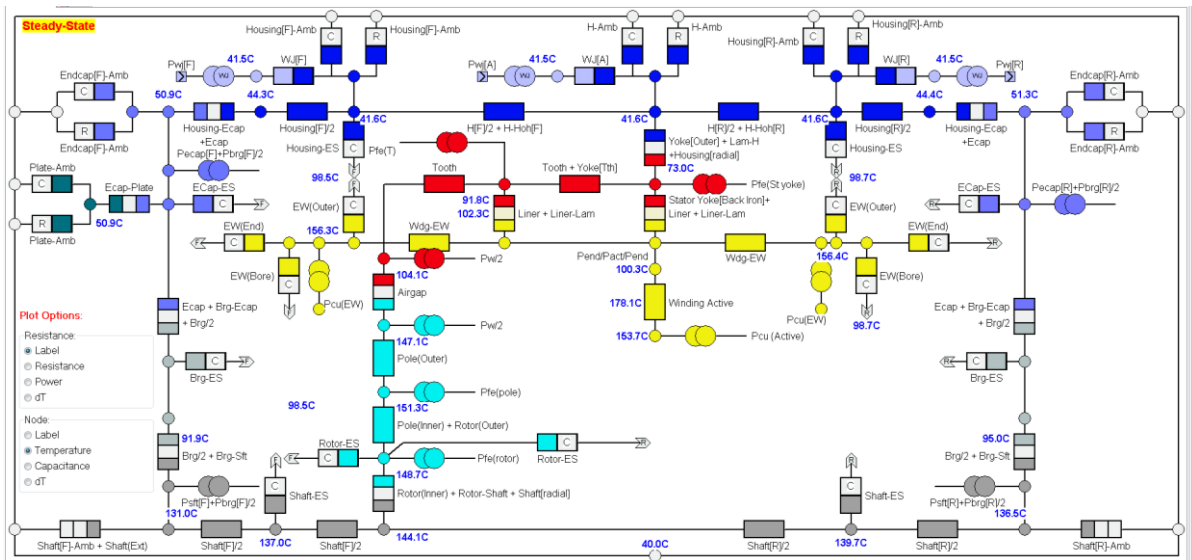 Steady-State
Housing[F]-Amb
C
R
Housing[F]-Amb
H-Amb
C
R
H-Amb
Housing[R]-Amb
C
R
Housing[R]-Amb
Pwj[F]
WJ
41.5C
WJ[F]
Pwj[A]
WJ
41.5C
WJ[A]
WJ[R]
41.5C
WJ
Pwj[R]
Endcap[F]-Amb
C
R
Endcap[F]-Amb
50.9C
44.3C
Housing-Ecap
+Ecap
Housing[F]/2
41.6C
H[F]/2 + H-Hoh[F]
41.6C
H[R]/2 + H-Hoh[R]
41.6C
Housing[R]/2
44.4C
Housing-Ecap
+Ecap
51.3C
Endcap[R]-Amb
C
R
Endcap[R]-Amb
Housing-ES
C
Pfe(T)
Yoke[Outer] + Lam-H
+Housing[radial]
73.0C
Housing-ES
C
Plate-Amb
C
R
Plate-Amb
Ecap-Plate
50.9C
Pecap[F]+Pbrg[F]/2
ECap-ES
C
F
98.5C
F
F
Tooth
Tooth + Yoke[Tth]
Pfe(St yoke)
98.7C
R
R
Pecap[R]+Pbrg[R]/2
ECap-ES
C
R
C
EW(Outer)
156.3C
91.8C
102.3C
Liner + Liner-Lam
Stator Yoke[Back Iron]+
Liner + Liner-Lam
C
EW(Outer)
156.4C
F
C
EW(End)
Wdg-EW
Wdg-EW
EW(End)
C
R
EW(Bore)
C
F
Pcu(EW)
Pw/2
104.1C
Airgap
Pend/Pact/Pend
100.3C
178.1C
Winding Active
153.7C
Pcu (Active)
Pcu(EW)
EW(Bore)
C
R
98.7C
Ecap + Brg-Ecap
+ Brg/2
Pw/2
147.1C
Pole(Outer)
Ecap + Brg-Ecap
+ Brg/2
Plot Options:
Resistance:
Label
Resistance
Power
dT
Node:
Label
Temperature
Capacitance
dT
C
F
Brg-ES
Pfe(pole)
151.3C
98.5C
Pole(Inner) + Rotor(Outer)
R
C
Brg-ES
91.9C
Brg/2 + Brg-Sft
Rotor-ES
F
C
Pfe(rotor)
148.7C
C
R
Rotor-ES
95.0C
Brg/2 + Brg-Sft
Psft[F]+Pbrg[F]/2
131.0C
F
C
Shaft-ES
Rotor(Inner) + Rotor-Shaft + Shaft[radial]
R
C
Shaft-ES
Psft[R]+Pbrg[R]/2
136.5C
Shaft[F]-Amb + Shaft(Ext)
Shaft[F]/2
137.0C
Shaft[F]/2
144.1C
40.0C
Shaft[R]/2
139.7C
Shaft[R]/2
Shaft[R]-Amb